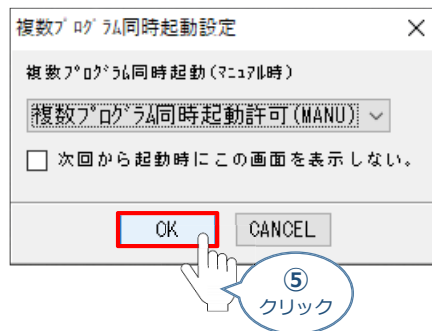 複数ﾌﾟﾛｸﾞﾗﾑ同時起動設定
複数ﾌﾟﾛｸﾞﾗﾑ同時起動(ﾏﾆｭｱﾙ時)
複数ﾌﾟﾛｸﾞﾗﾑ同時起動許可(MANU)
次回から起動時にこの画面を表示しない。
OK CANCEL
⑤
クリック